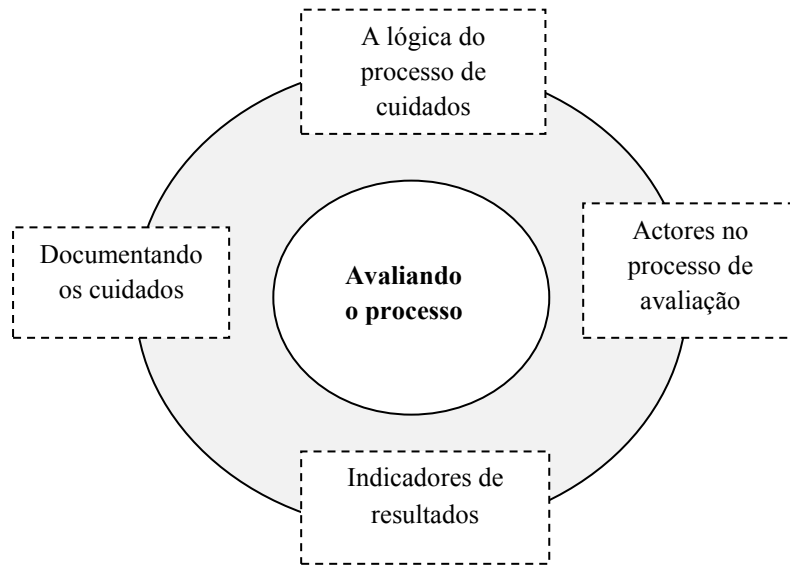 A lógica do
processo de
cuidados
Documentando
os cuidados
Avaliando
o processo
Actores no
processo de
avaliação
Indicadores de
resultados